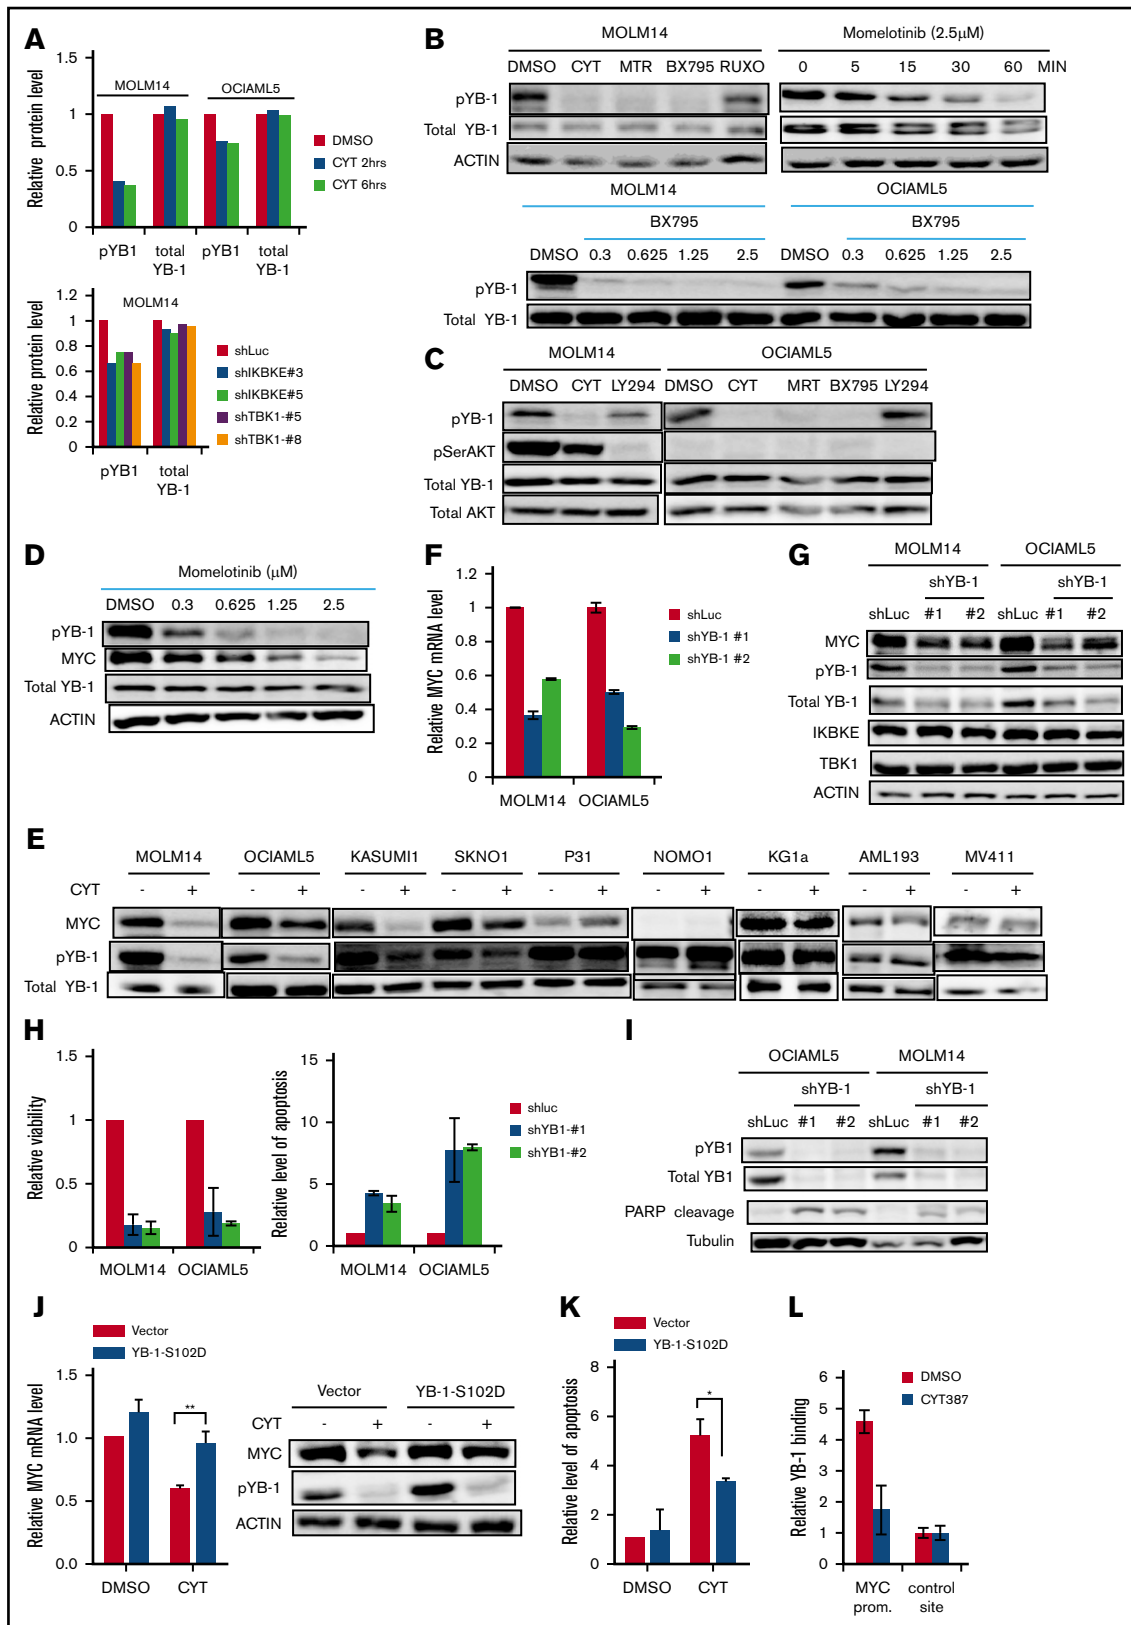 A
1.5
1
0.5
0
Relative protein level
MOLM14
OCIAML5
pYB1
total YB-1
pYB1
total YB-1
DMSO
CYT 2hrs
CYT 6hrs
1.2
1
0.8
0.6
0.4
0.2
0
Relative protein level
MOLM14
pYB1
total YB-1
shLuc
shIKBKE#3
shIKBKE#5
shTBK1-#5
shTBK1-#8
B
MOLM14
Momelotinib (2.5μM)
DMSO CYT MTR BX795 RUXO
0 5 15 30 60 MIN
pYB-1
Total YB-1
ACTIN
MOLM14
OCIAML5
BX795
BX795
DMSO 0.3 0.625 1.25 2.5
DMSO 0.3 0.625 1.25 2.5
pYB-1
Total YB-1
C
MOLM14
OCIAML5
DMSO CYT LY294
DMSO CYT MRT BX795 LY294
pYB-1
pSerAKT
Total YB-1
Total AKT
D
Momelotinib (μM)
DMSO 0.3 0.625 1.25 2.5
pYB-1
MYC
Total YB-1
ACTIN
F
1.2
1
0.8
0.6
0.4
0.2
0
Relative MYC mRNA level
MOLM14
OCIAML5
shLuc
shYB-1 #1
shYB-1 #2
G
MOLM14
OCIAML5
shYB-1
shYB-1
shLuc #1 #2
shLuc #1 #2
MYC
pYB-1
Total YB-1
IKBKE
TBK1
ACTIN
E
MOLM14 OCIAML5 KASUMI1 SKNO1 P31 NOMO1 KG1a AML193 MV411
CYT - + - + - + - + - + - + - + - + - +
MYC
pYB-1
Total YB-1
H
1.5
1
0.5
0
Relative viability
MOLM14
OCIAML5
15
10
5
0
Relative level of apoptosis
MOLM14
OCIAML5
shluc
shYB1-#1
shYB1-#2
I
OCIAML5
MOLM14
shYB-1
shYB-1
shLuc #1 #2
shLuc #1 #2
pYB1
Total YB1
PARP cleavage
Tubulin
J
Vector
YB-1-S102D
1.5
1.0
0.5
0.0
Relative MYC mRNA level
**
DMSO
CYT
Vector
YB-1-S102D
CYT - + - +
MYC
pYB-1
ACTIN
K
Vector
YB-1-S102D
8
6
4
2
0
Relative level of apoptosis
*
DMSO
CYT
L
DMSO
CYT387
6
5
4
3
2
1
0
Relative YB-1 binding
MYC prom.
control site